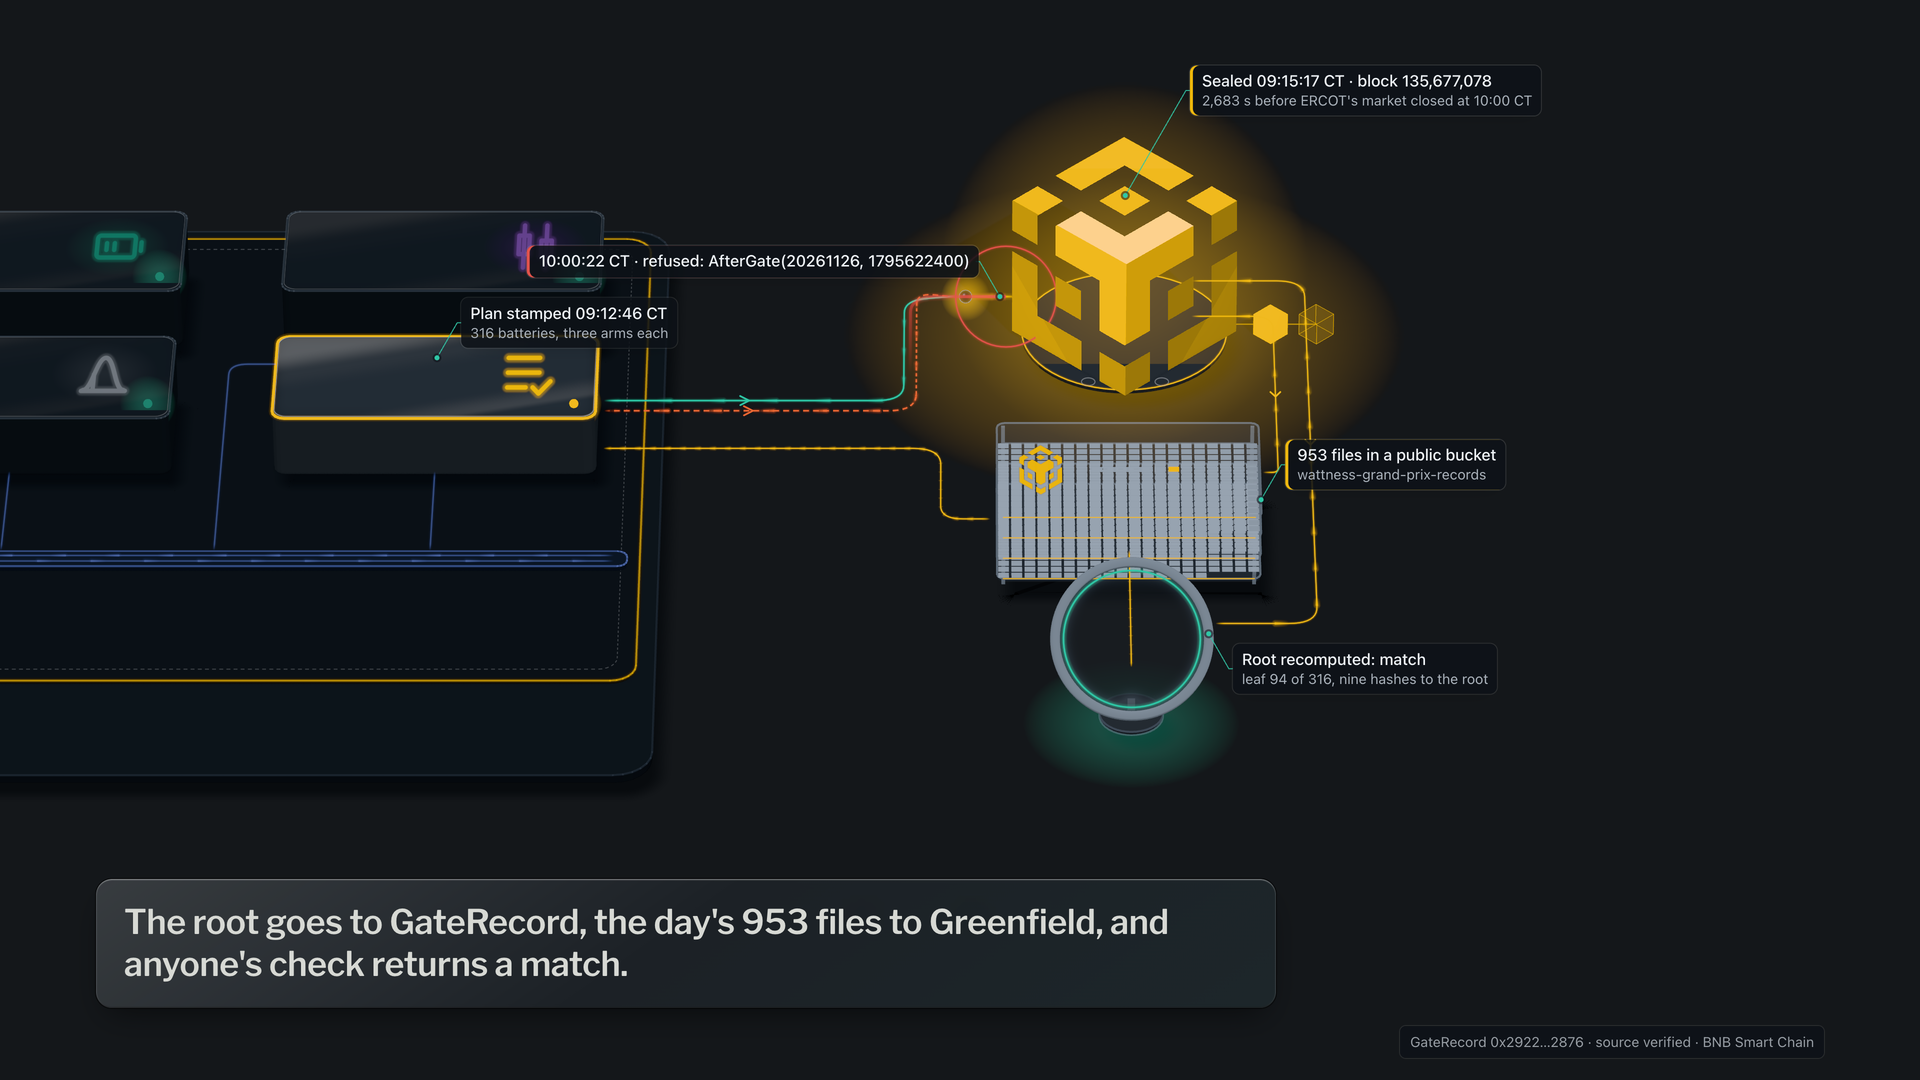 Sealed 09:15:17 CT · block 135,677,078
2,683 s before ERCOT's market closed at 10:00 CT
10:00:22 CT · refused: AfterGate(20261126, 1795622400)
Plan stamped 09:12:46 CT
316 batteries, three arms each
953 files in a public bucket
wattness-grand-prix-records
Root recomputed: match
leaf 94 of 316, nine hashes to the root
The root goes to GateRecord, the day's 953 files to Greenfield, and
anyone's check returns a match.
GateRecord 0x2922…2876 · source verified · BNB Smart Chain